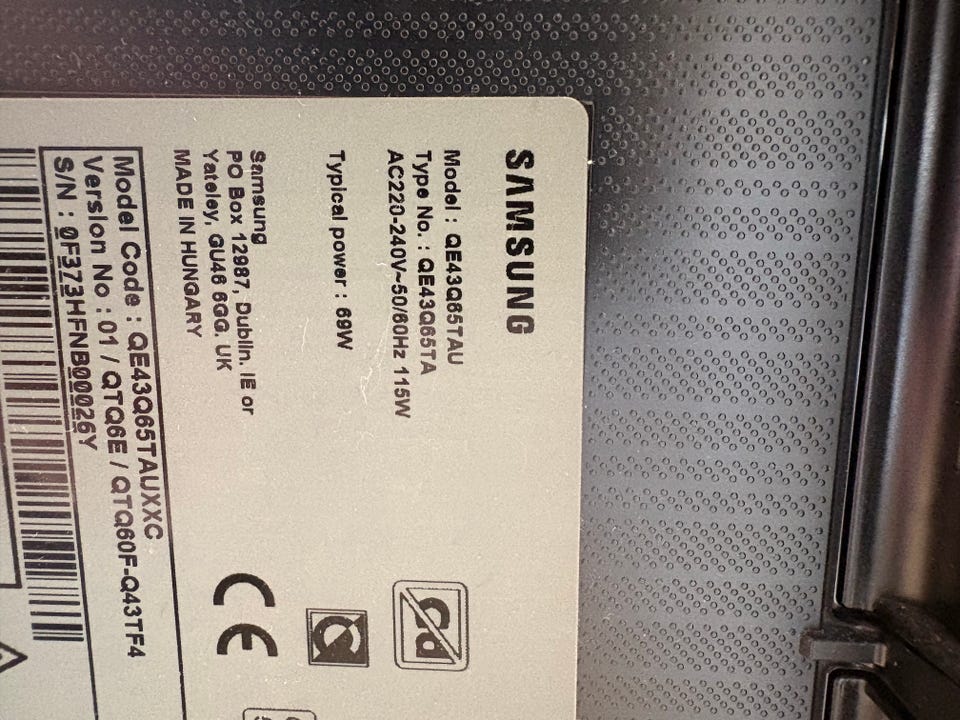 SAMSUNG
Model : QE43Q65TAU
Type No. : QE43Q65TA
AC220-240V~50/60Hz 115W
Typical power : 69W
Samsung
PO Box 12987, Dublin. IE or
Yateley, GU46 6GG. UK
MADE IN HUNGARY
Model Code : QE43Q65TAUXXC
Version No : 01 / QTQ6E / QTQ60F-Q43TF4
S/N : 0F373HFNB00026Y
Cd
CE